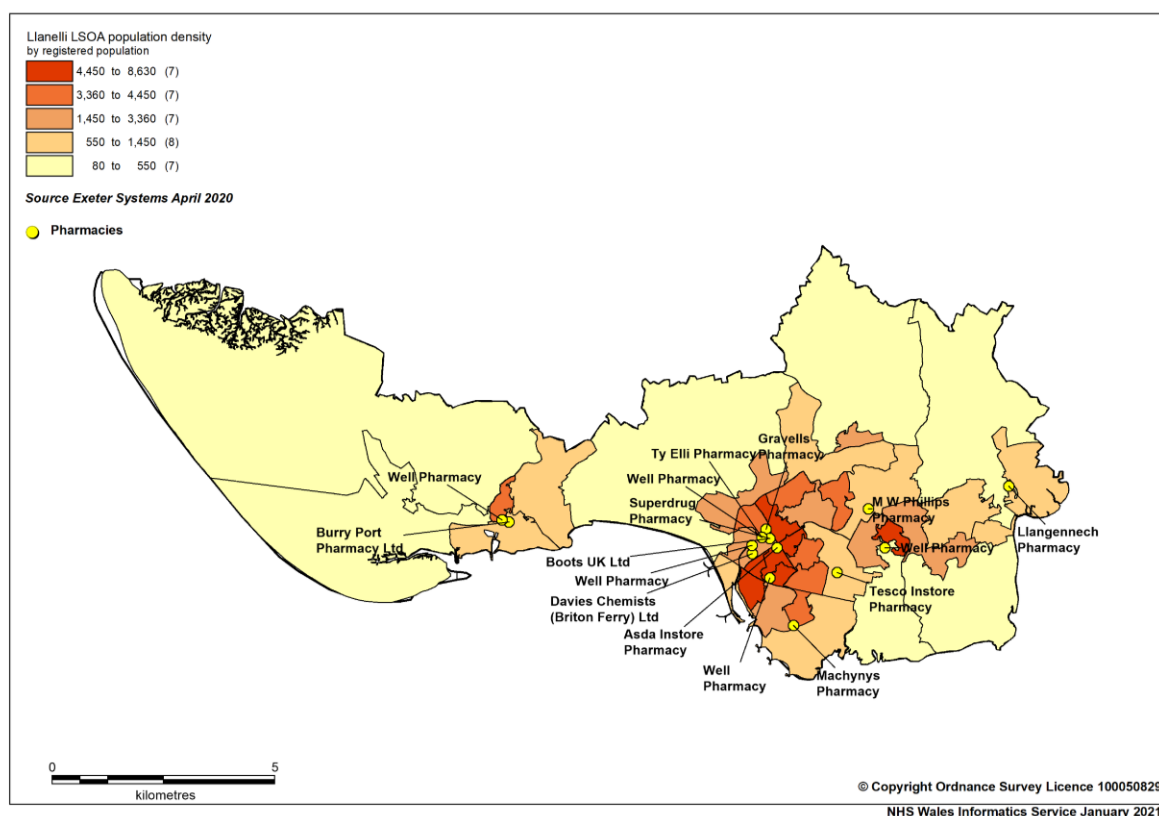 Llanelli LSOA population density
by registered population
4,450 to 8,630 (7)
3,360 to 4,450 (7)
1,450 to 3,360 (7)
550 to 1,450 (8)
80 to 550 (7)
Source Exeter Systems April 2020
Pharmacies
Gravells
Pharmacy
Ty Elli Pharmacy
Well Pharmacy
Well Pharmacy
Superdrug
Pharmacy
M W Phillips
Pharmacy
Burry Port
Pharmacy Ltd
Llangennech
Pharmacy
Well Pharmacy
Boots UK Ltd
Well Pharmacy
Tesco Instore
Pharmacy
Davies Chemists
(Briton Ferry) Ltd
Asda Instore
Pharmacy
Well
Pharmacy
Machynys
Pharmacy
0 5
kilometres
© Copyright Ordnance Survey Licence 100050829
NHS Wales Informatics Service January 2021